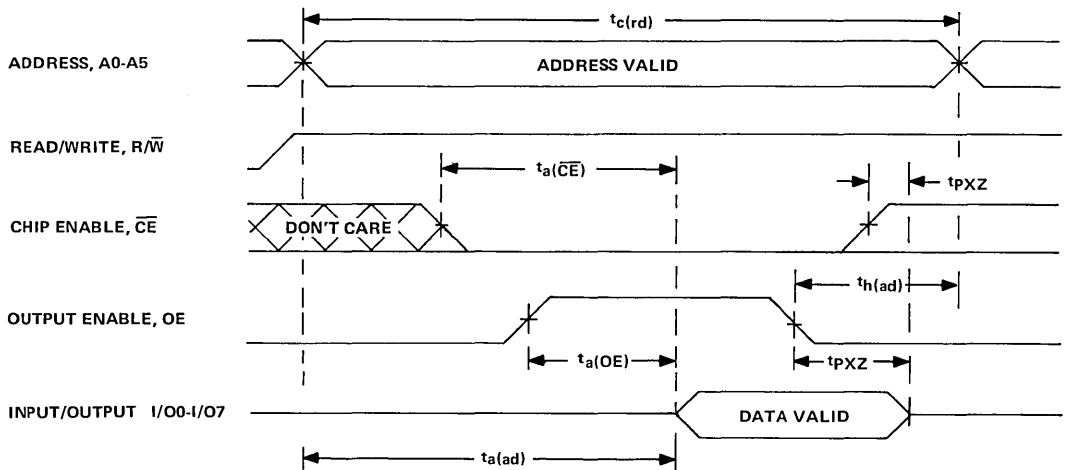 tc(rd)
ADDRESS, A0-A5
ADDRESS VALID
READ/WRITE, R/W̅
ta(C̅E̅)
tPXZ
CHIP ENABLE, C̅E̅
DON'T CARE
th(ad)
OUTPUT ENABLE, OE
ta(OE)
tPXZ
INPUT/OUTPUT I/O0-I/O7
DATA VALID
ta(ad)